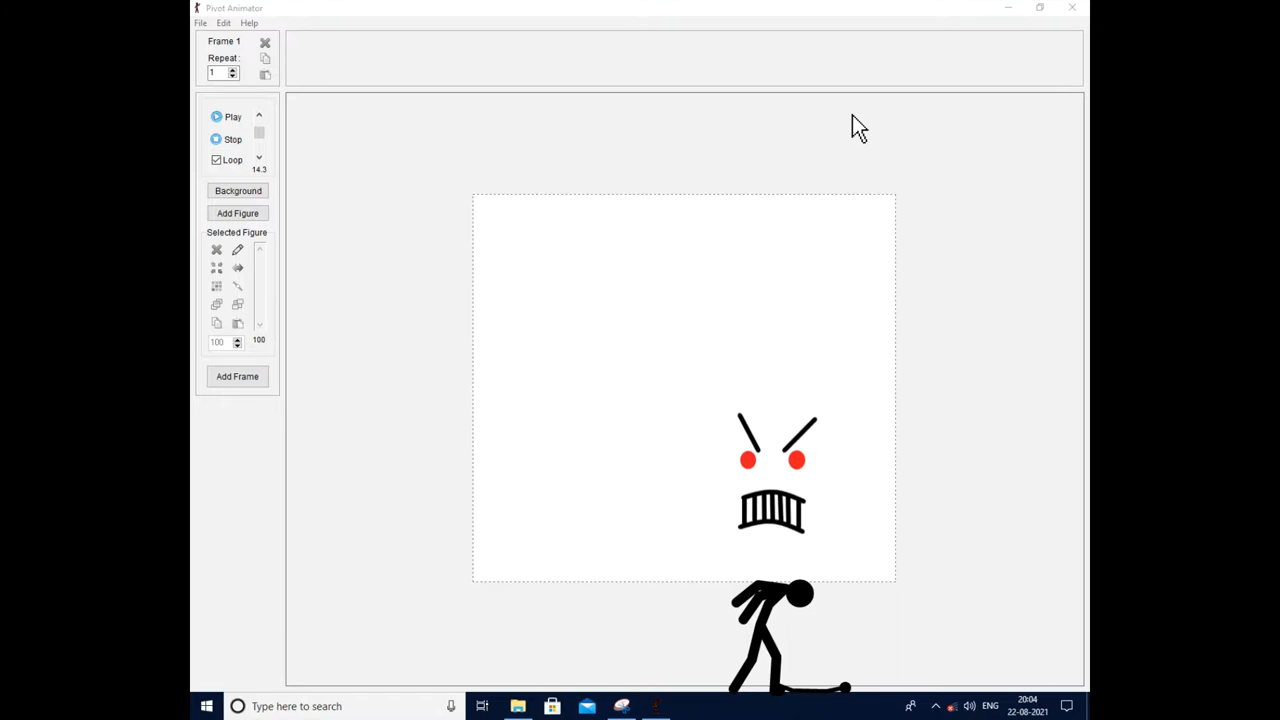 Pivot Animator
File Edit Help
Frame 1
Repeat :
1
Play
Stop
Loop
14.3
Background
Add Figure
Selected Figure
100
100
Add Frame
Type here to search
ENG
20:04
22-08-2021